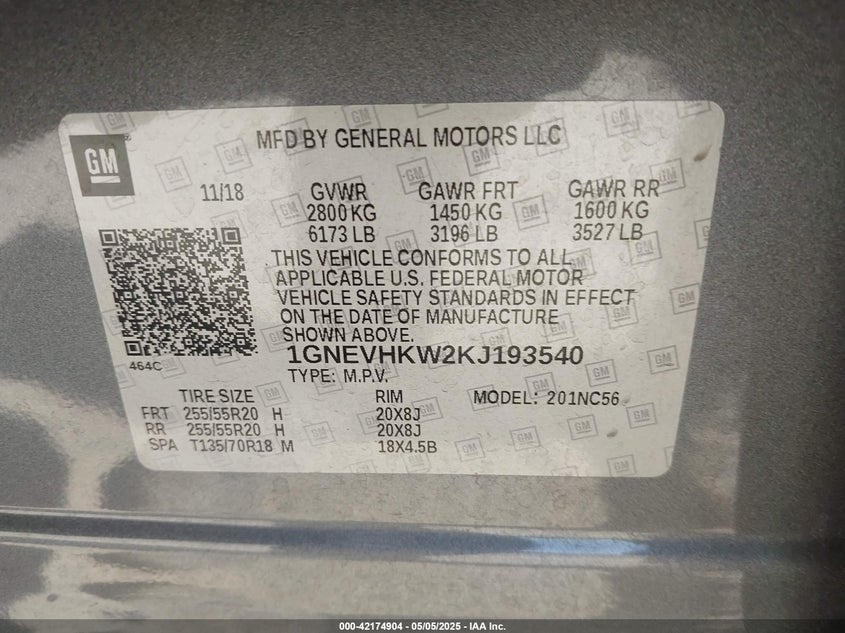 GM
MFD BY GENERAL MOTORS LLC
11/18 GVWR GAWR FRT GAWR RR
2800 KG 1450 KG 1600 KG
6173 LB 3196 LB 3527 LB
THIS VEHICLE CONFORMS TO ALL
APPLICABLE U.S. FEDERAL MOTOR
VEHICLE SAFETY STANDARDS IN EFFECT
ON THE DATE OF MANUFACTURE
SHOWN ABOVE.
464C
1GNEVHKW2KJ193540
TYPE: M.P.V.
TIRE SIZE RIM MODEL: 201NC56
FRT 255/55R20 H 20X8J
RR 255/55R20 H 20X8J
SPA T135/70R18 M 18X4.5B
000-42174904 - 05/05/2025 - IAA Inc.